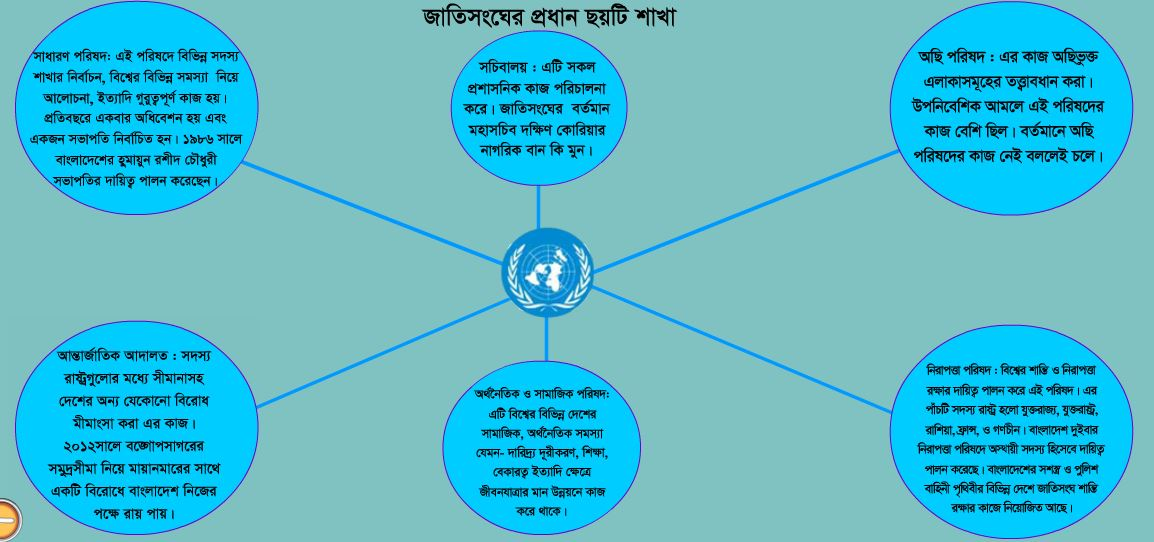 জাতিসংঘের প্রধান ছয়টি শাখা
সাধারণ পরিষদ: এই পরিষদে বিভিন্ন সদস্য
শাখার নির্বাচন, বিশ্বের বিভিন্ন সমস্যা নিয়ে
আলোচনা, ইত্যাদি গুরুত্বপূর্ণ কাজ হয়।
প্রতিবছরে একবার অধিবেশন হয় এবং
একজন সভাপতি নির্বাচিত হন। ১৯৮৬ সালে
বাংলাদেশের হুমায়ুন রশীদ চৌধুরী
সভাপতির দায়িত্ব পালন করেছেন।
সচিবালয় : এটি সকল
প্রশাসনিক কাজ পরিচালনা
করে। জাতিসংঘের বর্তমান
মহাসচিব দক্ষিণ কোরিয়ার
নাগরিক বান কি মুন।
অছি পরিষদ : এর কাজ অছিভুক্ত
এলাকাসমূহের তত্ত্বাবধান করা।
উপনিবেশিক আমলে এই পরিষদের
কাজ বেশি ছিল। বর্তমানে অছি
পরিষদের কাজ নেই বললেই চলে।
আন্তর্জাতিক আদালত : সদস্য
রাষ্ট্রগুলোর মধ্যে সীমানাসহ
দেশের অন্য যেকোনো বিরোধ
মীমাংসা করা এর কাজ।
২০১২সালে বঙ্গোপসাগরের
সমুদ্রসীমা নিয়ে মায়ানমারের সাথে
একটি বিরোধে বাংলাদেশ নিজের
পক্ষে রায় পায়।
অর্থনৈতিক ও সামাজিক পরিষদ:
এটি বিশ্বের বিভিন্ন দেশের
সামাজিক, অর্থনৈতিক সমস্যা
যেমন- দারিদ্র্য দূরীকরণ, শিক্ষা,
বেকারত্ব ইত্যাদি ক্ষেত্রে
জীবনযাত্রার মান উন্নয়নে কাজ
করে থাকে।
নিরাপত্তা পরিষদ : বিশ্বের শান্তি ও নিরাপত্তা
রক্ষার দায়িত্ব পালন করে এই পরিষদ। এর
পাঁচটি সদস্য রাষ্ট্র হলো যুক্তরাজ্য, যুক্তরাষ্ট্র,
রাশিয়া, ফ্রান্স, ও গণচীন। বাংলাদেশ দুইবার
নিরাপত্তা পরিষদে অস্থায়ী সদস্য হিসেবে দায়িত্ব
পালন করেছে। বাংলাদেশের সশস্ত্র ও পুলিশ
বাহিনী পৃথিবীর বিভিন্ন দেশে জাতিসংঘ শান্তি
রক্ষার কাজে নিয়োজিত আছে।